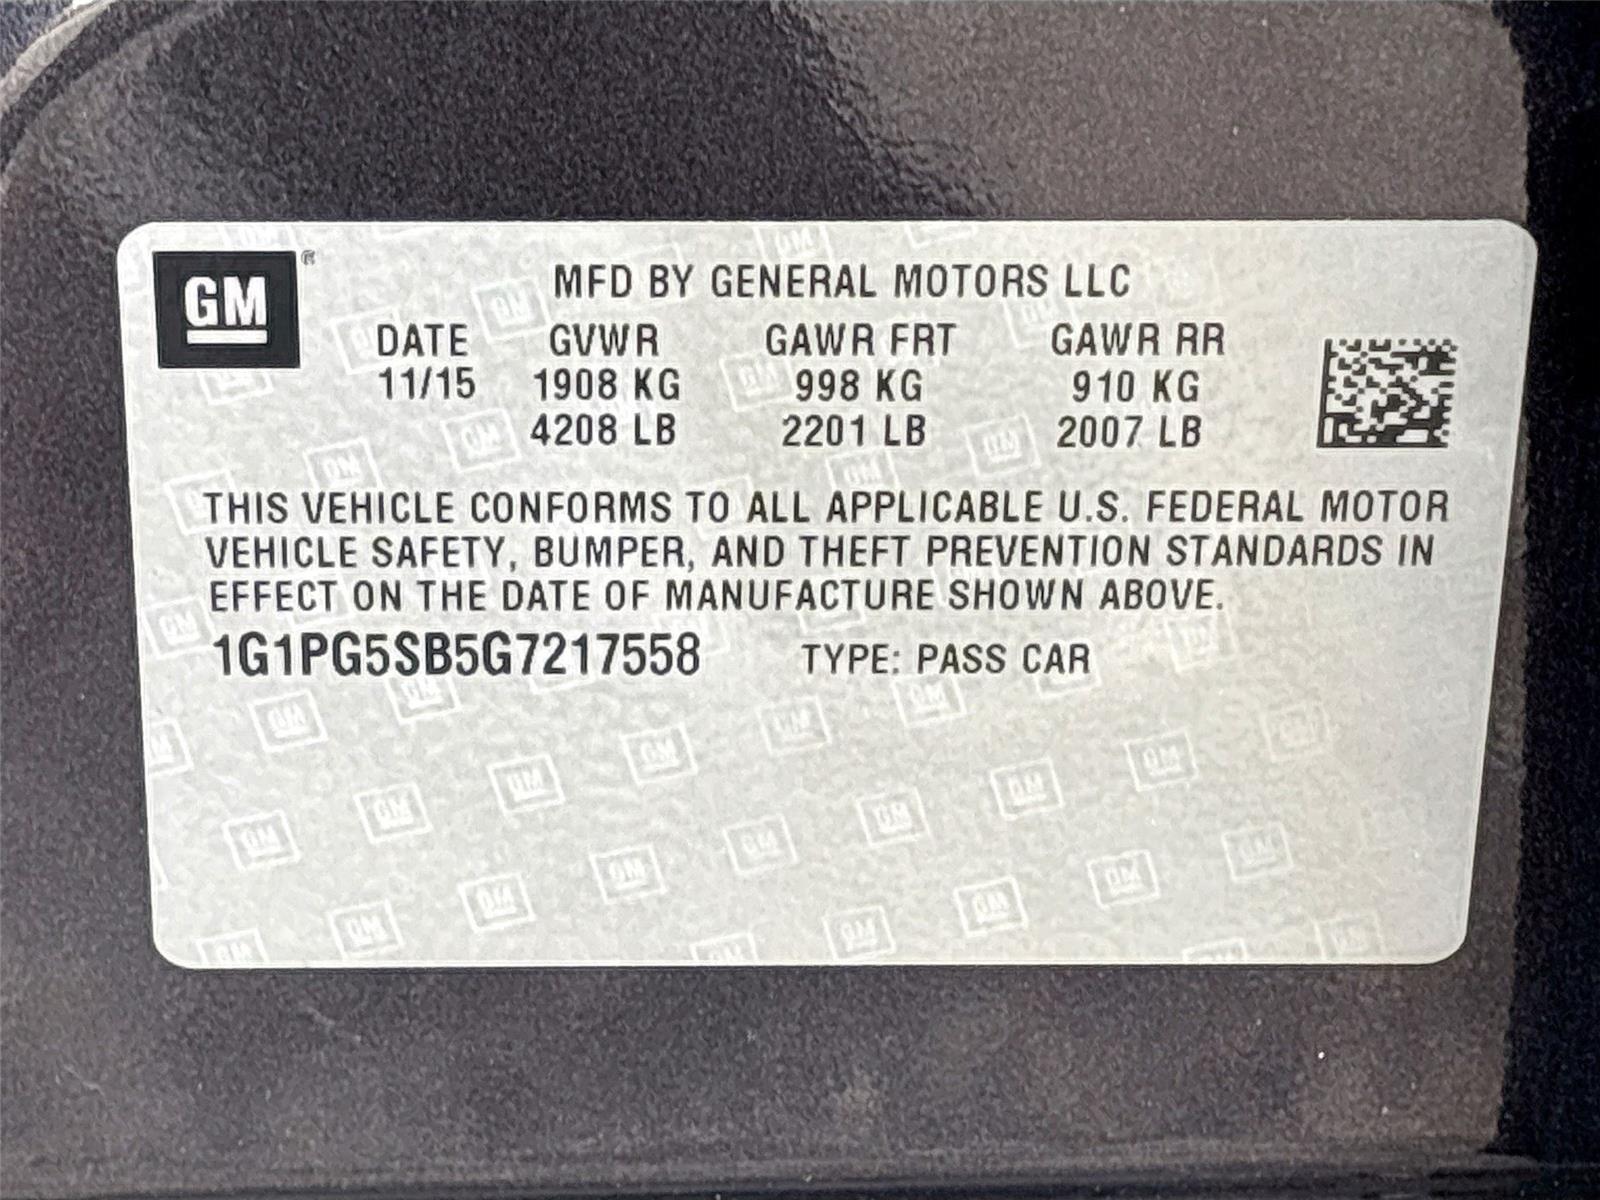 GM ®
MFD BY GENERAL MOTORS LLC
DATE GVWR GAWR FRT GAWR RR
11/15 1908 KG 998 KG 910 KG
4208 LB 2201 LB 2007 LB
THIS VEHICLE CONFORMS TO ALL APPLICABLE U.S. FEDERAL MOTOR
VEHICLE SAFETY, BUMPER, AND THEFT PREVENTION STANDARDS IN
EFFECT ON THE DATE OF MANUFACTURE SHOWN ABOVE.
1G1PG5SB5G7217558 TYPE: PASS CAR